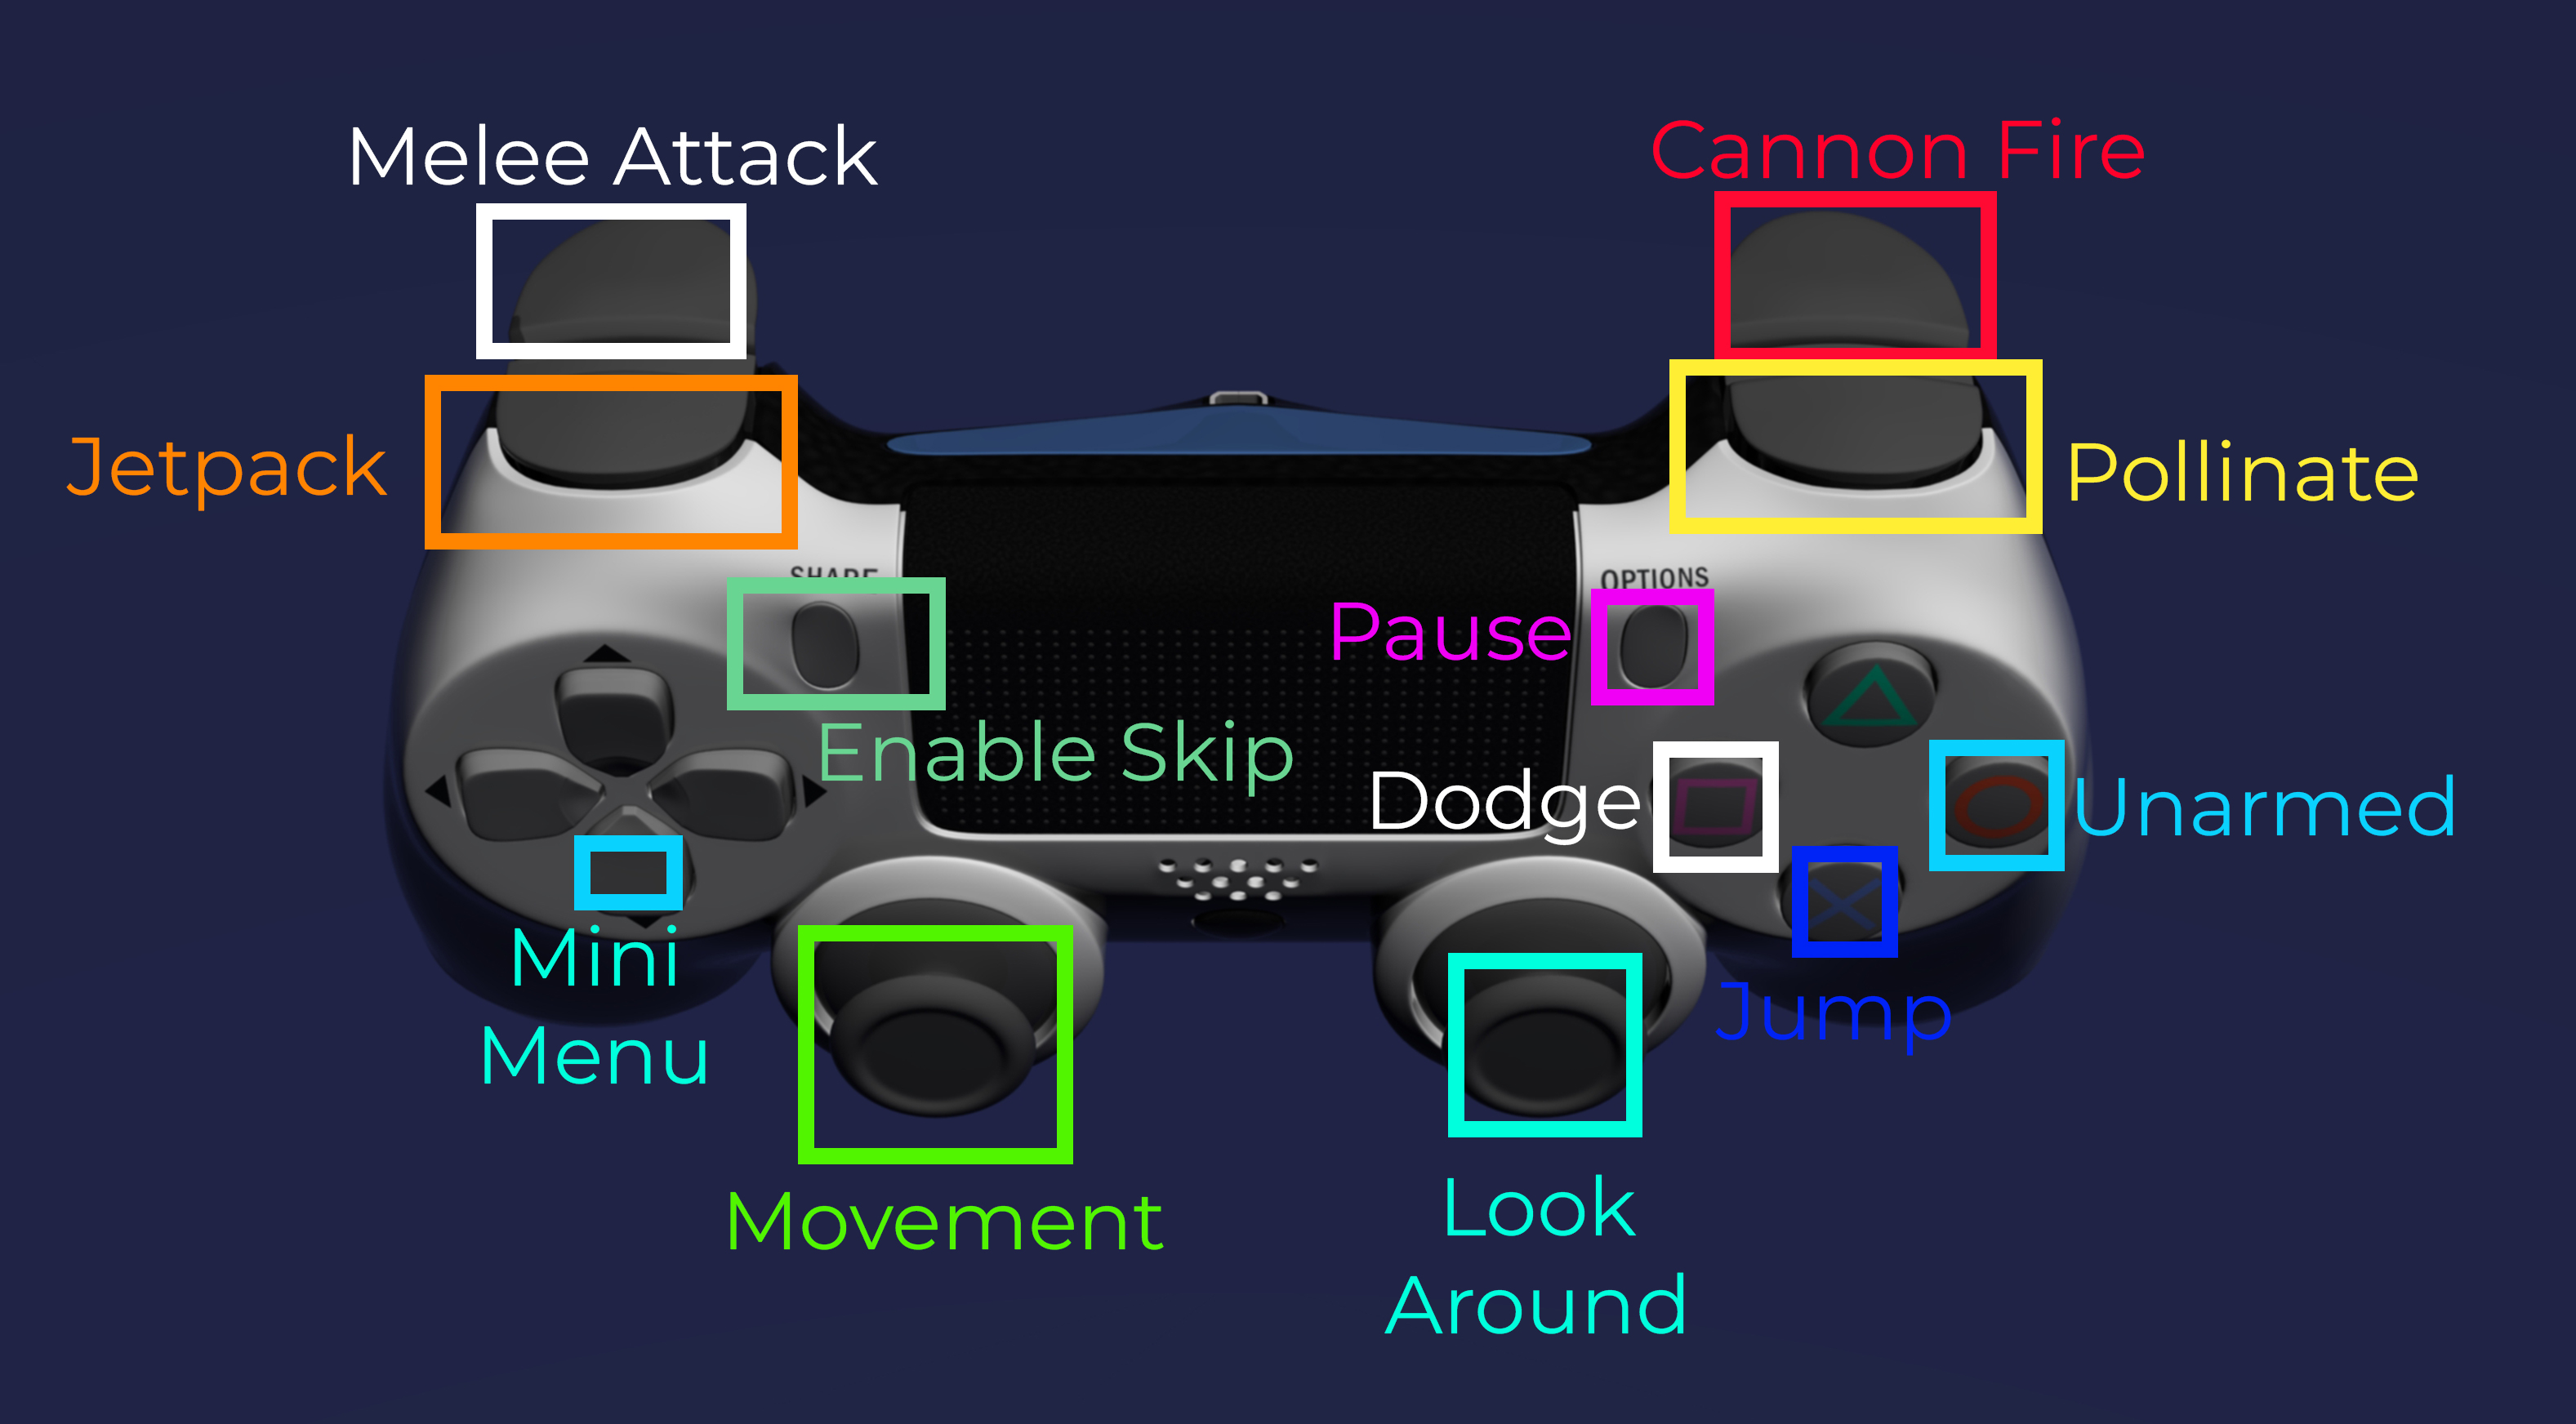 Melee Attack
Cannon Fire
Jetpack
Pollinate
SHARE
OPTIONS
Pause
Enable Skip
Dodge
Unarmed
Mini
Menu
Jump
Movement
Look
Around